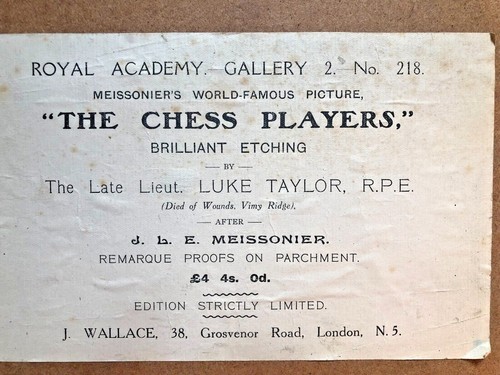 ROYAL ACADEMY.—GALLERY 2.—No. 218.
MEISSONIER'S WORLD-FAMOUS PICTURE,
"THE CHESS PLAYERS,"
BRILLIANT ETCHING
— BY —
The Late Lieut. LUKE TAYLOR, R.P.E.
(Died of Wounds, Vimy Ridge),
— AFTER —
J. L. E. MEISSONIER.
REMARQUE PROOFS ON PARCHMENT.
£4 4s. 0d.
EDITION STRICTLY LIMITED.
J. WALLACE, 38, Grosvenor Road, London, N. 5.